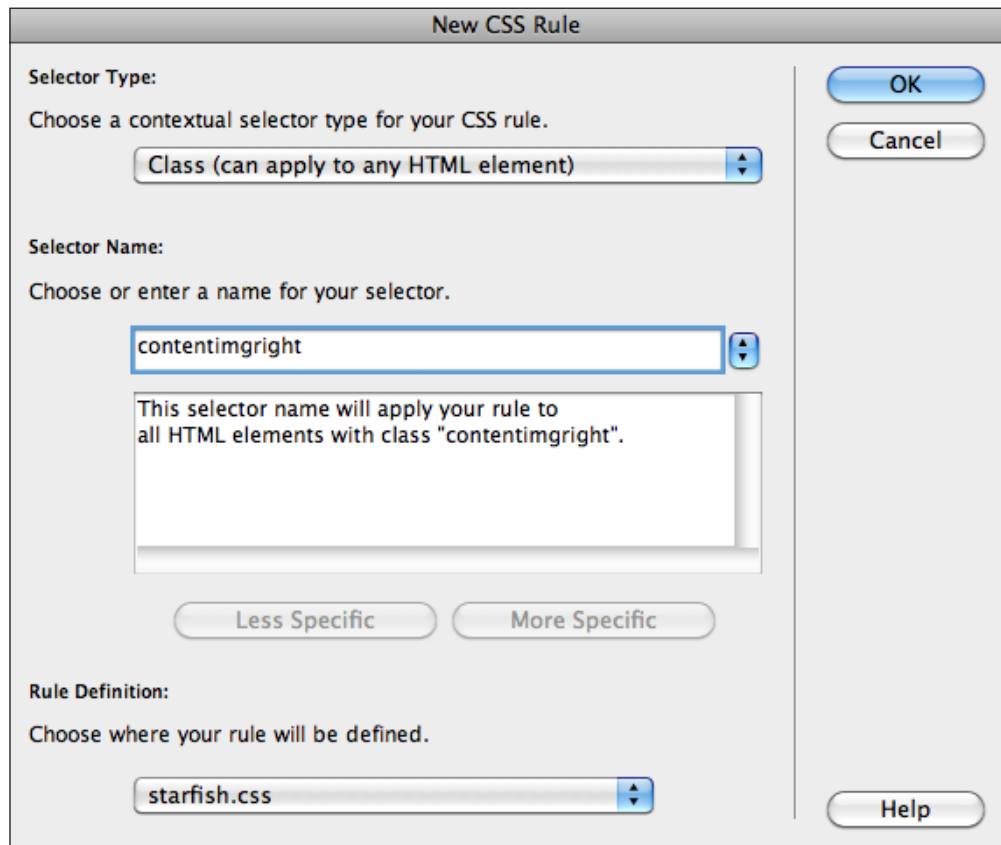 New CSS Rule
Selector Type:
Choose a contextual selector type for your CSS rule.
Class (can apply to any HTML element)
OK
Cancel
Selector Name:
Choose or enter a name for your selector.
contentimgright
This selector name will apply your rule to
all HTML elements with class "contentimgright".
Less Specific
More Specific
Rule Definition:
Choose where your rule will be defined.
starfish.css
Help